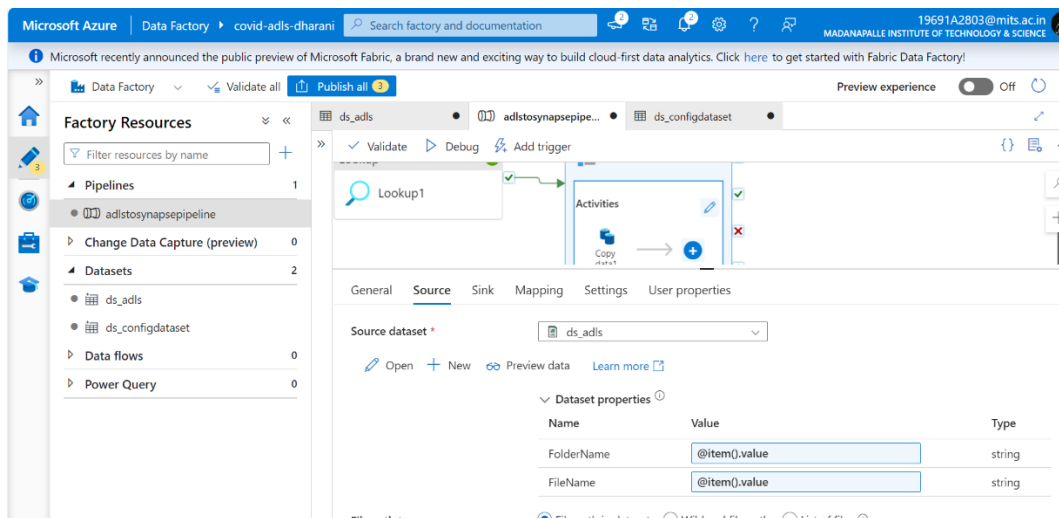 Microsoft Azure | Data Factory ▸ covid-adls-dharani
Search factory and documentation
2
2
?
19691A2803@mits.ac.in
MADANAPALLE INSTITUTE OF TECHNOLOGY & SCIENCE
Microsoft recently announced the public preview of Microsoft Fabric, a brand new and exciting way to build cloud-first data analytics. Click here to get started with Fabric Data Factory!
Data Factory
Validate all
Publish all 3
Preview experience
Off
3
Factory Resources
Filter resources by name
Pipelines 1
adlstosynapsepipeline
Change Data Capture (preview) 0
Datasets 2
ds_adls
ds_configdataset
Data flows 0
Power Query 0
ds_adls
adlstosynapsepipe...
ds_configdataset
Validate
Debug
Add trigger
{}
Lookup
Lookup1
Activities
Copy
data1
General Source Sink Mapping Settings User properties
Source dataset *
ds_adls
Open
New
Preview data
Learn more
Dataset properties
Name Value Type
FolderName @item().value string
FileName @item().value string